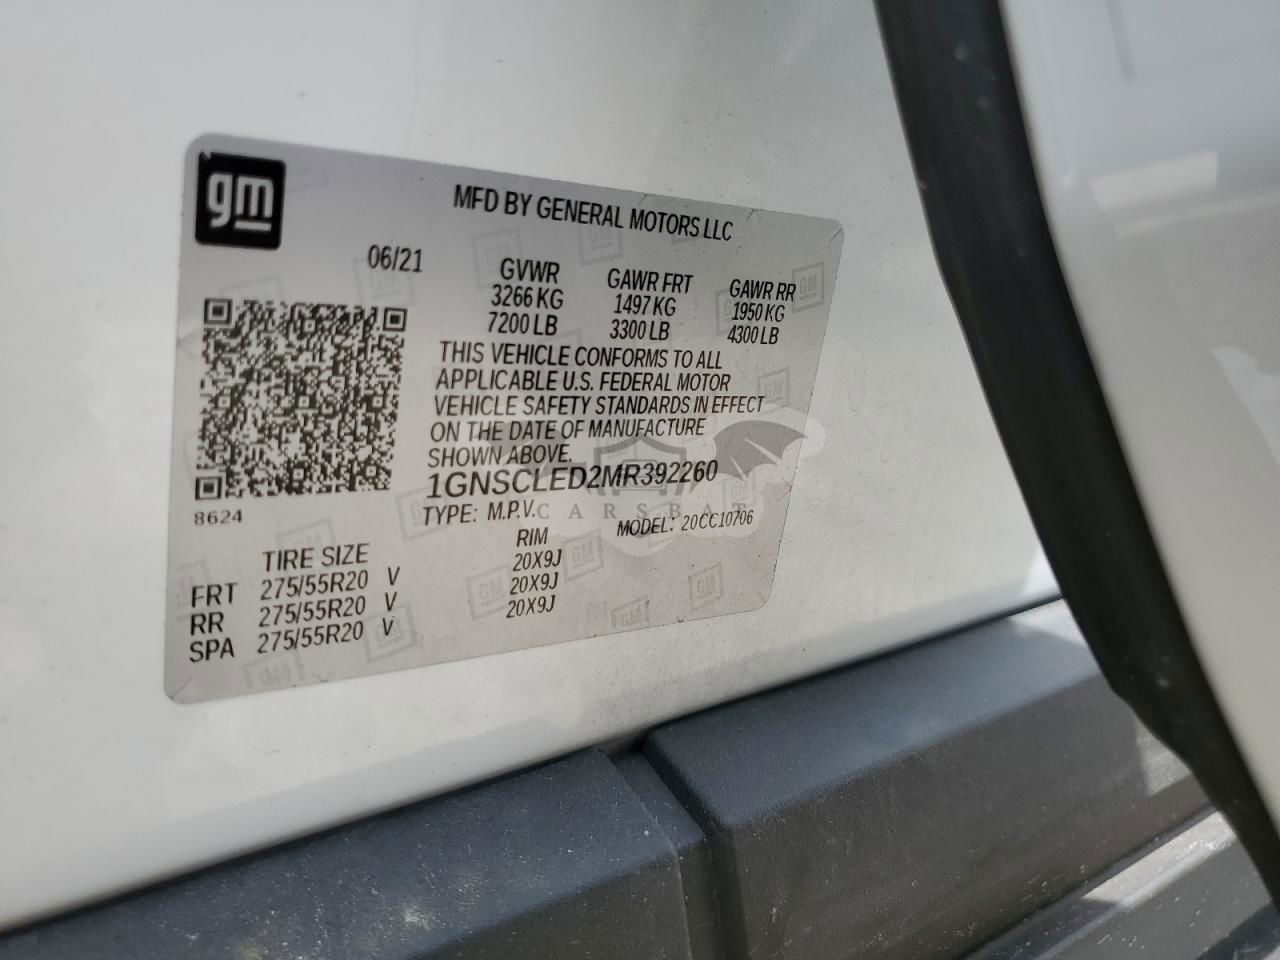 gm
MFD BY GENERAL MOTORS LLC
06/21
GVWR GAWR FRT GAWR RR
3266 KG 1497 KG 1950 KG
7200 LB 3300 LB 4300 LB
THIS VEHICLE CONFORMS TO ALL
APPLICABLE U.S. FEDERAL MOTOR
VEHICLE SAFETY STANDARDS IN EFFECT
ON THE DATE OF MANUFACTURE
SHOWN ABOVE.
1GNSCLED2MR392260
CARSBAT
8624
TYPE: M.P.V. MODEL: 20CC10706
TIRE SIZE RIM
FRT 275/55R20 V 20X9J
RR 275/55R20 V 20X9J
SPA 275/55R20 V 20X9J